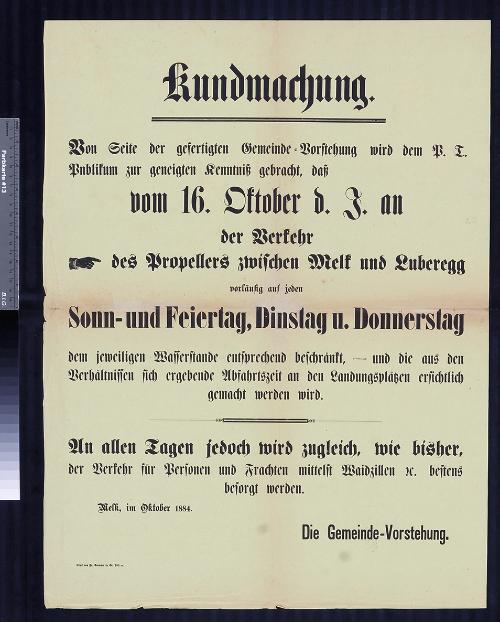 Kundmachung.
Von Seite der gefertigten Gemeinde-Vorstehung wird dem P. T.
Publikum zur geneigten Kenntniß gebracht, daß
vom 16. Oktober d. J. an
der Verkehr
des Propellers zwischen Melk und Luberegg
vorläufig auf jeden
Sonn- und Feiertag, Dinstag u. Donnerstag
dem jeweiligen Wasserstande entsprechend beschränkt, — und die aus den
Verhältnissen sich ergebende Abfahrtszeit an den Landungsplätzen ersichtlich
gemacht werden wird.
An allen Tagen jedoch wird zugleich, wie bisher,
der Verkehr für Personen und Frachten mittelst Waidzillen ꝛc. bestens
besorgt werden.
Melk, im Oktober 1884.
Die Gemeinde-Vorstehung.
Farbkarte #13
B.I.G.